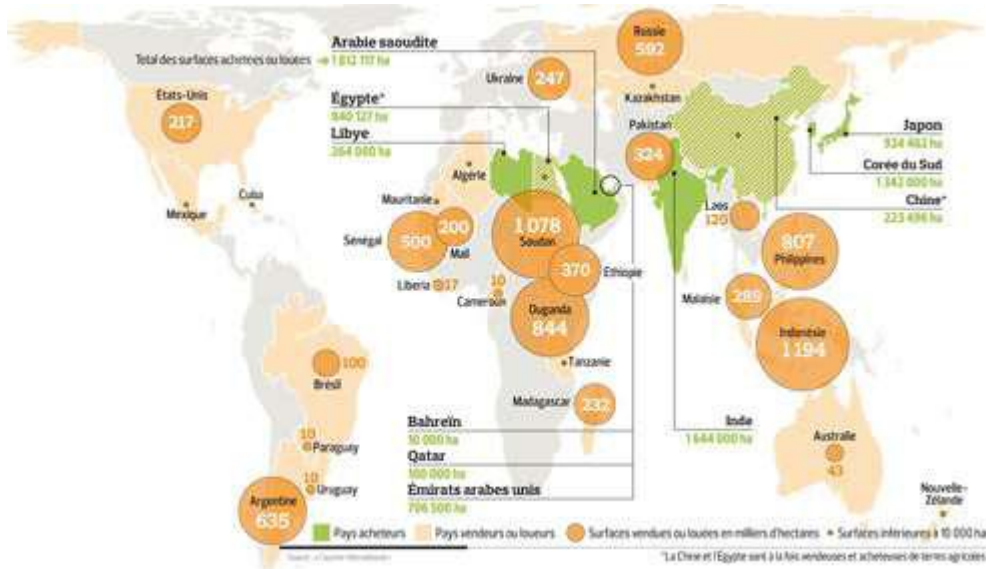 Arabie saoudite
Total des surfaces achetées ou louées → 1 812 117 ha
Égypte*
840 127 ha
Libye
264 000 ha
Ukraine
247
Russie
592
Kazakhstan
Pakistan
324
Japon
924 482 ha
Corée du Sud
1 342 000 ha
Chine*
223 496 ha
États-Unis
217
Mexique
Cuba
Algérie
Mauritanie
Sénégal
500
200
Mali
1 078
Soudan
370
Ethiopie
Liberia
17
10
Cameroun
Ouganda
844
Tanzanie
Madagascar
232
Laos
120
807
Philippines
Malaisie
289
Indonésie
1 194
Inde
1 644 000 ha
Australie
43
Nouvelle-
Zélande
100
Brésil
10
Paraguay
10
Uruguay
Argentine
635
Bahreïn
10 000 ha
Qatar
100 000 ha
Émirats arabes unis
706 500 ha
Pays acheteurs
Pays vendeurs ou loueurs
Surfaces vendues ou louées en milliers d'hectares
Surfaces inférieures à 10 000 ha
*La Chine et l'Égypte sont à la fois vendeuses et acheteuses de terres agricoles